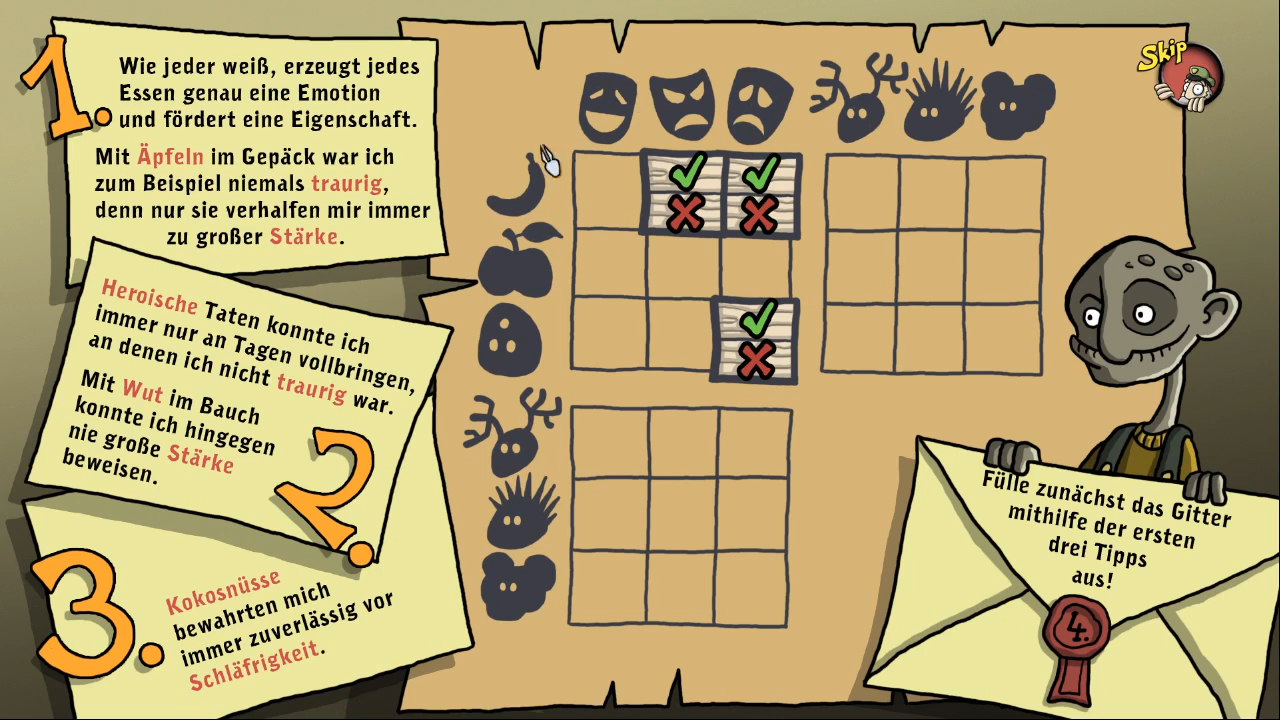 1.
Wie jeder weiß, erzeugt jedes
Essen genau eine Emotion
und fördert eine Eigenschaft.
Mit Äpfeln im Gepäck war ich
zum Beispiel niemals traurig,
denn nur sie verhalfen mir immer
zu großer Stärke.
Heroische Taten konnte ich
immer nur an Tagen vollbringen,
an denen ich nicht traurig war.
Mit Wut im Bauch
konnte ich hingegen
nie große Stärke
beweisen.
2.
3.
Kokosnüsse
bewahrten mich
immer zuverlässig vor
Schläfrigkeit.
Skip
Fülle zunächst das Gitter
mithilfe der ersten
drei Tipps
aus!
4.